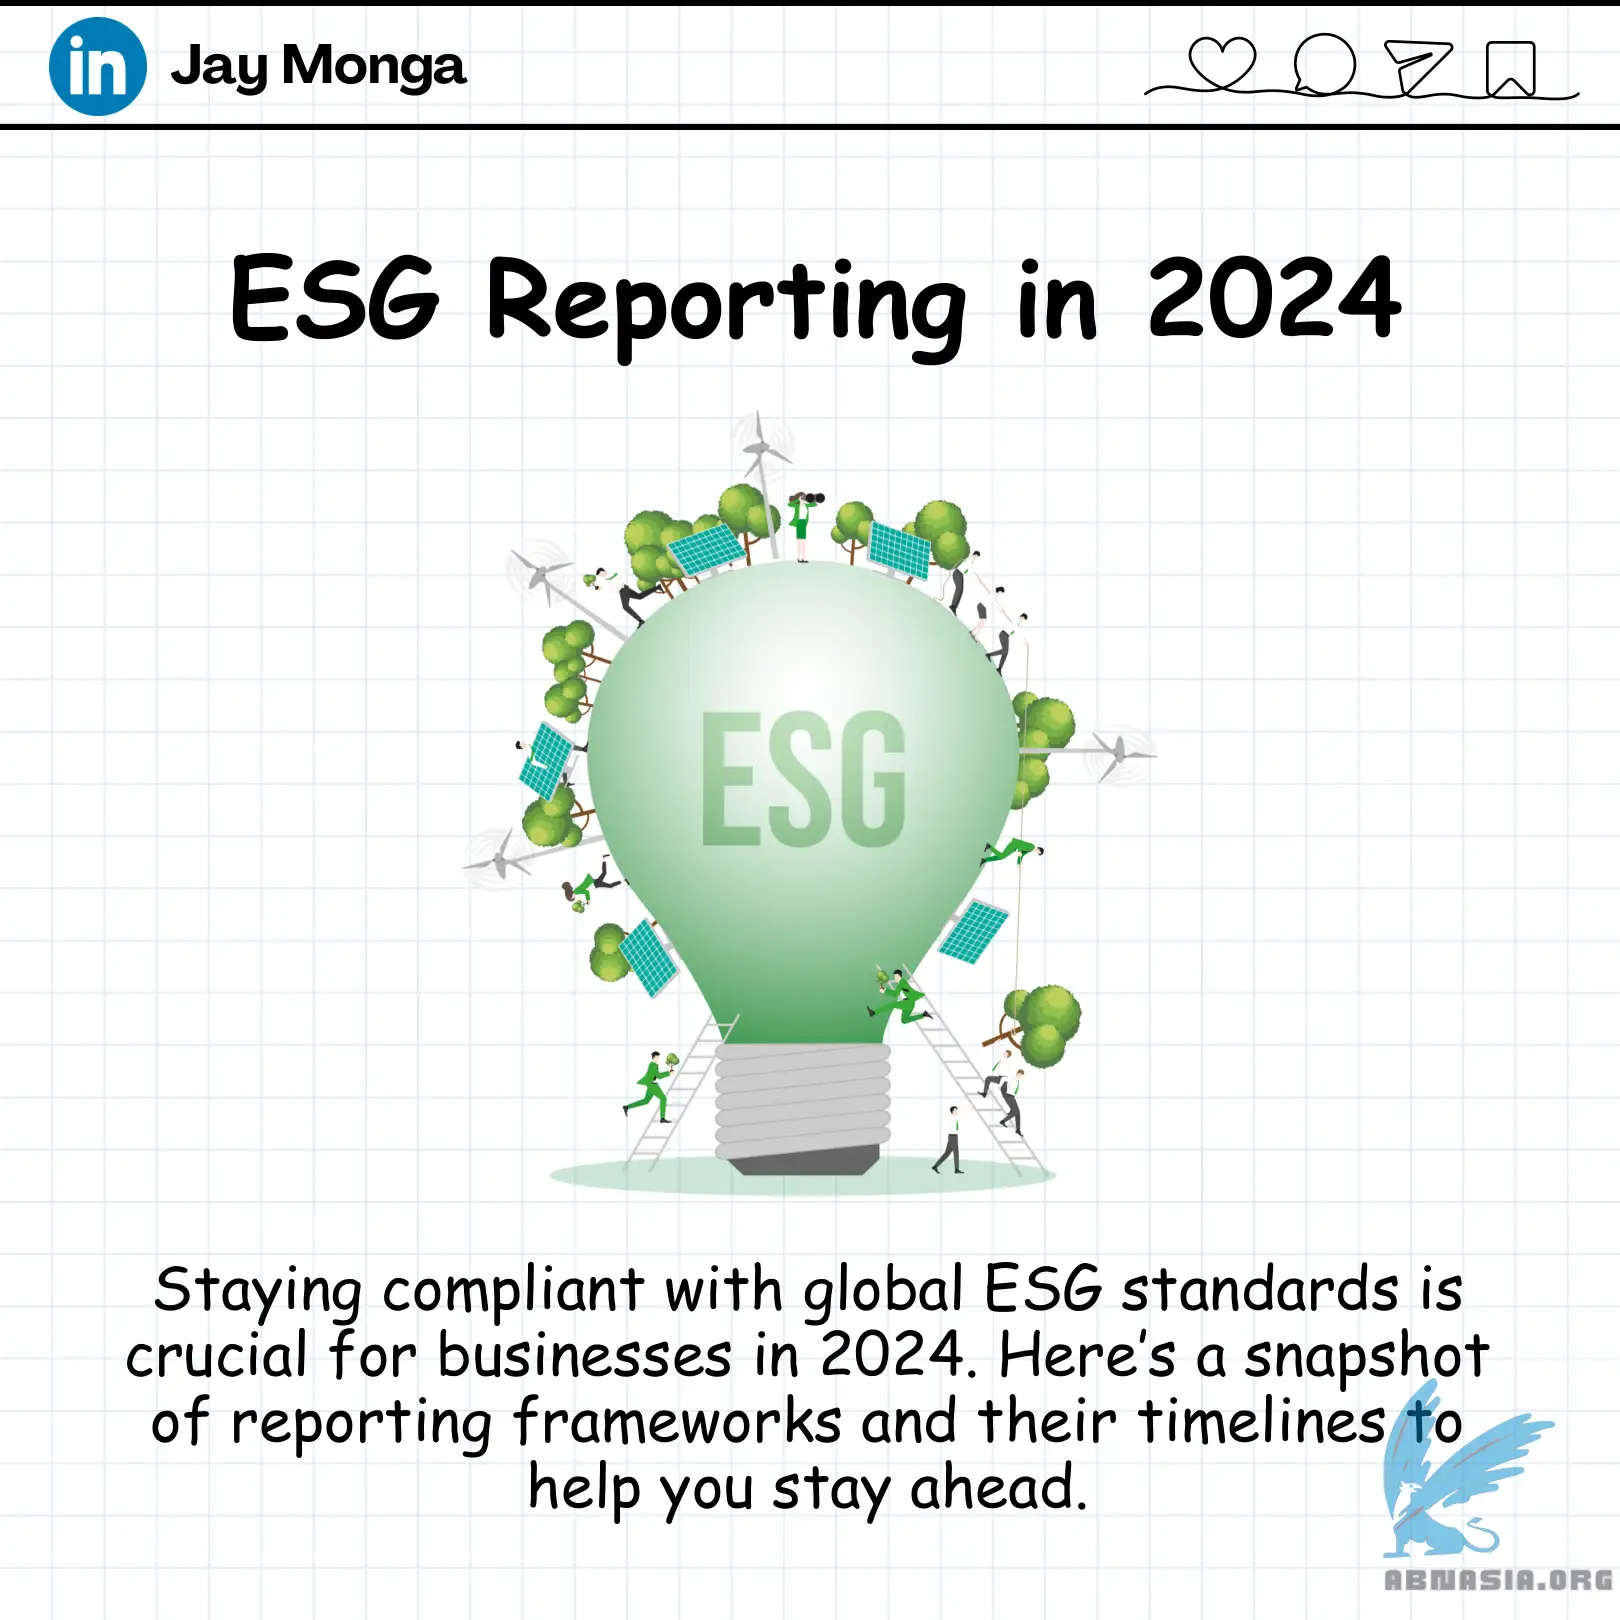 in
Jay Monga
ESG Reporting in 2024
ESG
Staying compliant with global ESG standards is
crucial for businesses in 2024. Here's a snapshot
of reporting frameworks and their timelines to
help you stay ahead.
ABNASIA.ORG